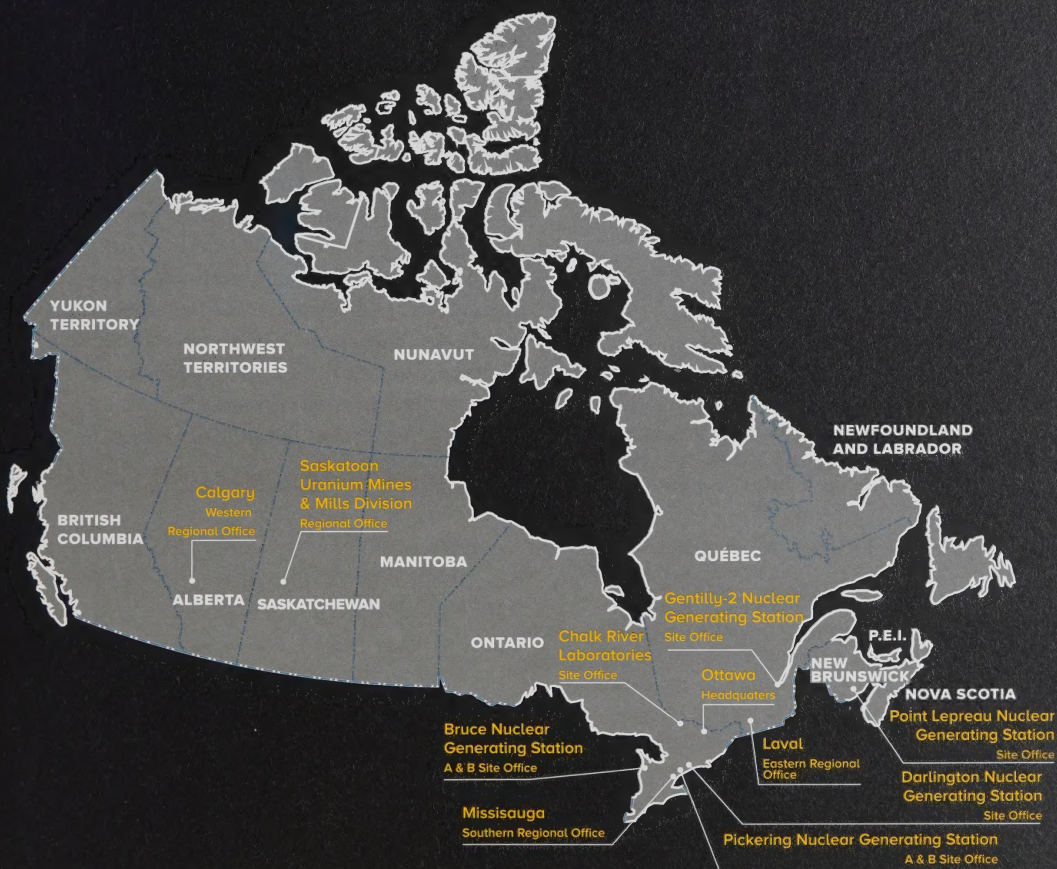 YUKON
TERRITORY
NORTHWEST
TERRITORIES
NUNAVUT
NEWFOUNDLAND
AND LABRADOR
BRITISH
COLUMBIA
Calgary
Western
Regional Office
Saskatoon
Uranium Mines
& Mills Division
Regional Office
ALBERTA
SASKATCHEWAN
MANITOBA
ONTARIO
QUÉBEC
Gentilly-2 Nuclear
Generating Station
Site Office
Chalk River
Laboratories
Site Office
Ottawa
Headquaters
P.E.I.
NEW
BRUNSWICK
NOVA SCOTIA
Point Lepreau Nuclear
Generating Station
Site Office
Bruce Nuclear
Generating Station
A & B Site Office
Laval
Eastern Regional
Office
Darlington Nuclear
Generating Station
Site Office
Missisauga
Southern Regional Office
Pickering Nuclear Generating Station
A & B Site Office